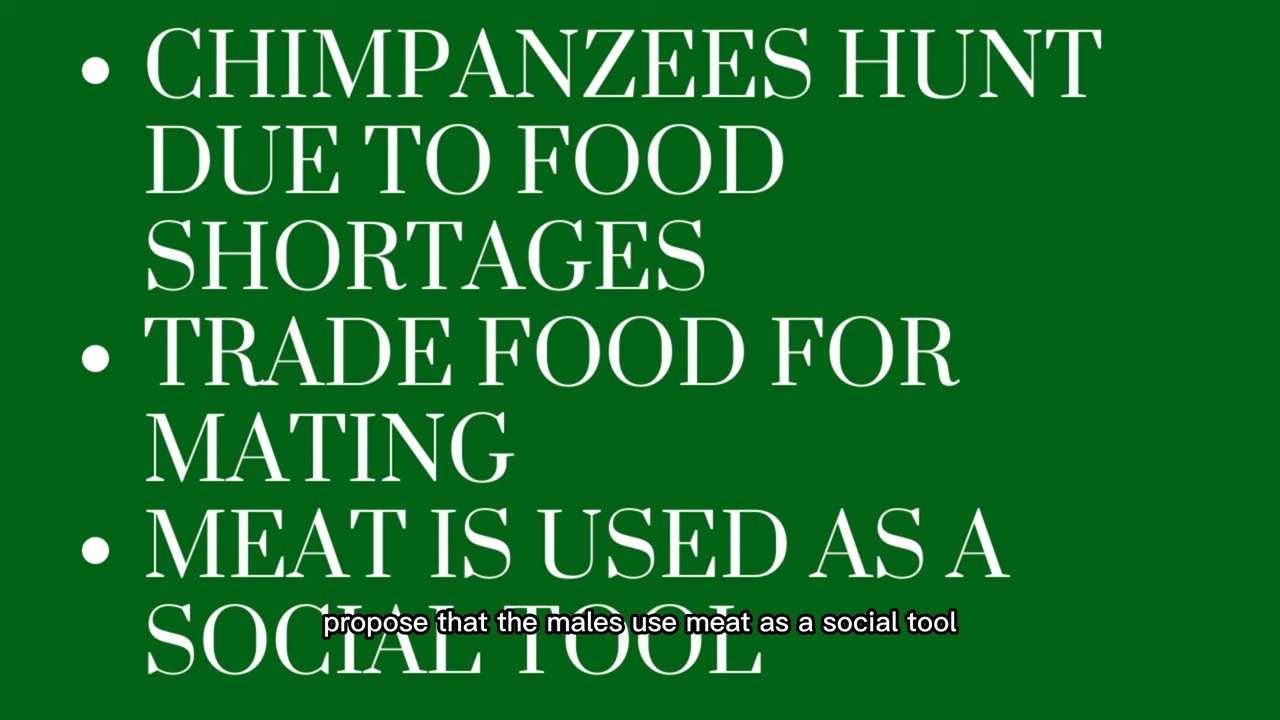 • CHIMPANZEES HUNT
DUE TO FOOD
SHORTAGES
• TRADE FOOD FOR
MATING
• MEAT IS USED AS A
SOCIAL TOOL
propose that the males use meat as a social tool